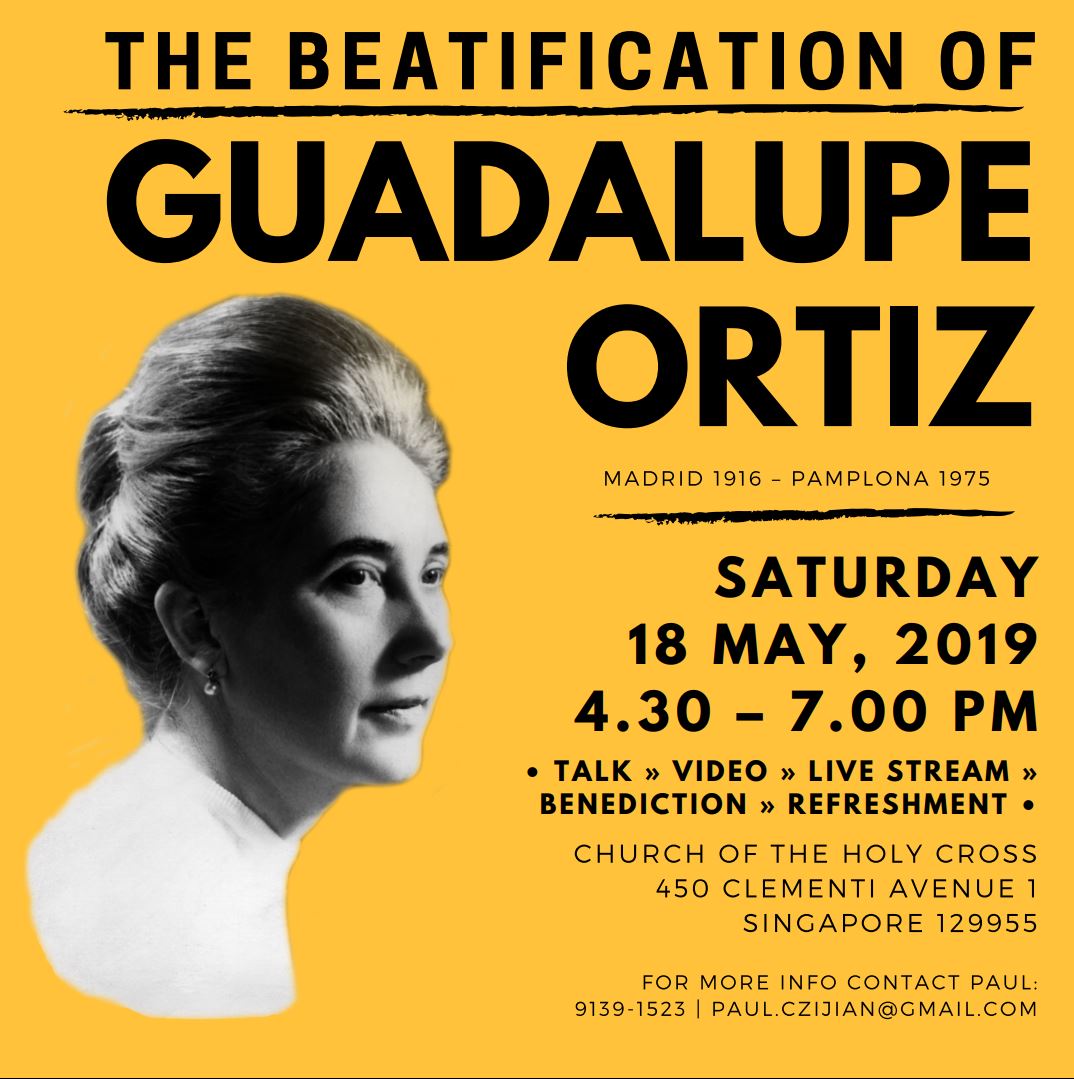 THE BEATIFICATION OF
GUADALUPE
ORTIZ
MADRID 1916 – PAMPLONA 1975
SATURDAY
18 MAY, 2019
4.30 – 7.00 PM
• TALK » VIDEO » LIVE STREAM »
BENEDICTION » REFRESHMENT •
CHURCH OF THE HOLY CROSS
450 CLEMENTI AVENUE 1
SINGAPORE 129955
FOR MORE INFO CONTACT PAUL:
9139-1523 | PAUL.CZIJIAN@GMAIL.COM